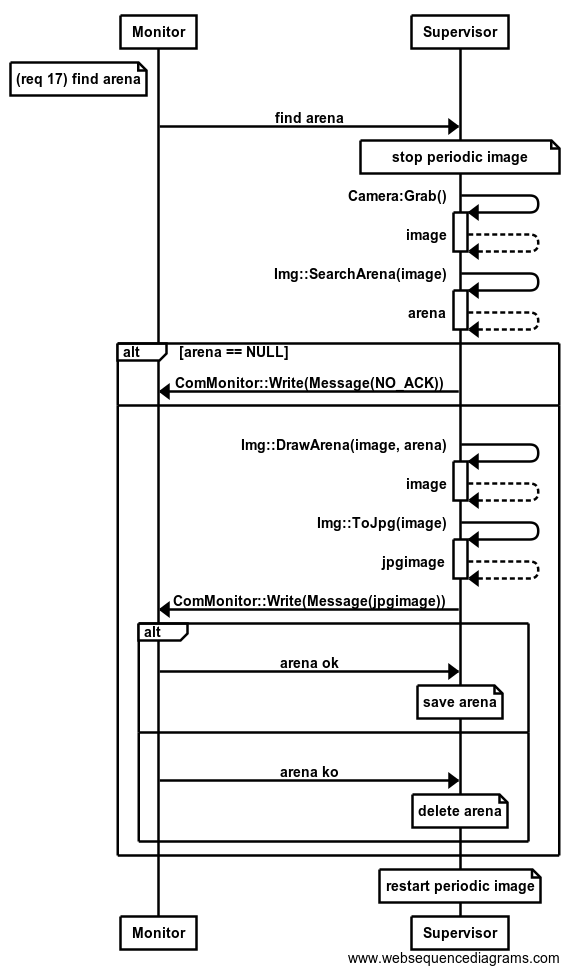 Monitor
Supervisor
(req 17) find arena
find arena
stop periodic image
Camera:Grab()
image
Img::SearchArena(image)
arena
alt
[arena == NULL]
ComMonitor::Write(Message(NO_ACK))
Img::DrawArena(image, arena)
image
Img::ToJpg(image)
jpgimage
ComMonitor::Write(Message(jpgimage))
alt
arena ok
save arena
arena ko
delete arena
restart periodic image
Monitor
Supervisor
www.websequencediagrams.com